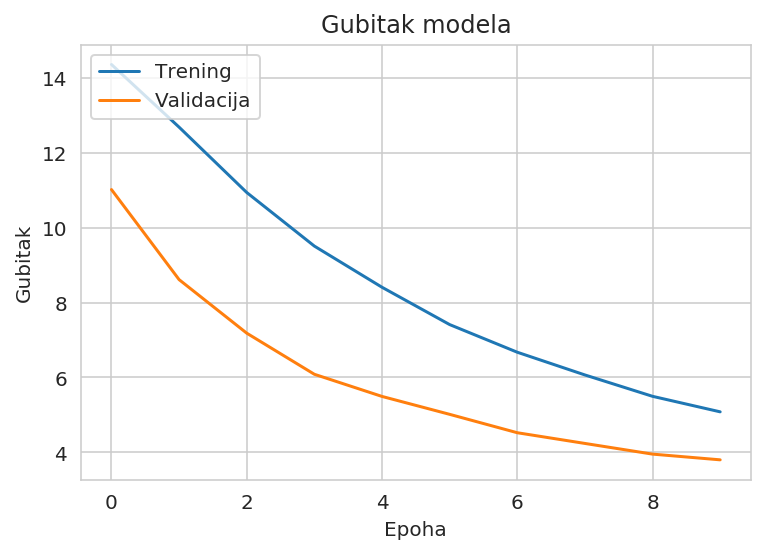 Gubitak modela
Trening
Validacija
Gubitak
14
12
10
8
6
4
0 2 4 6 8
Epoha